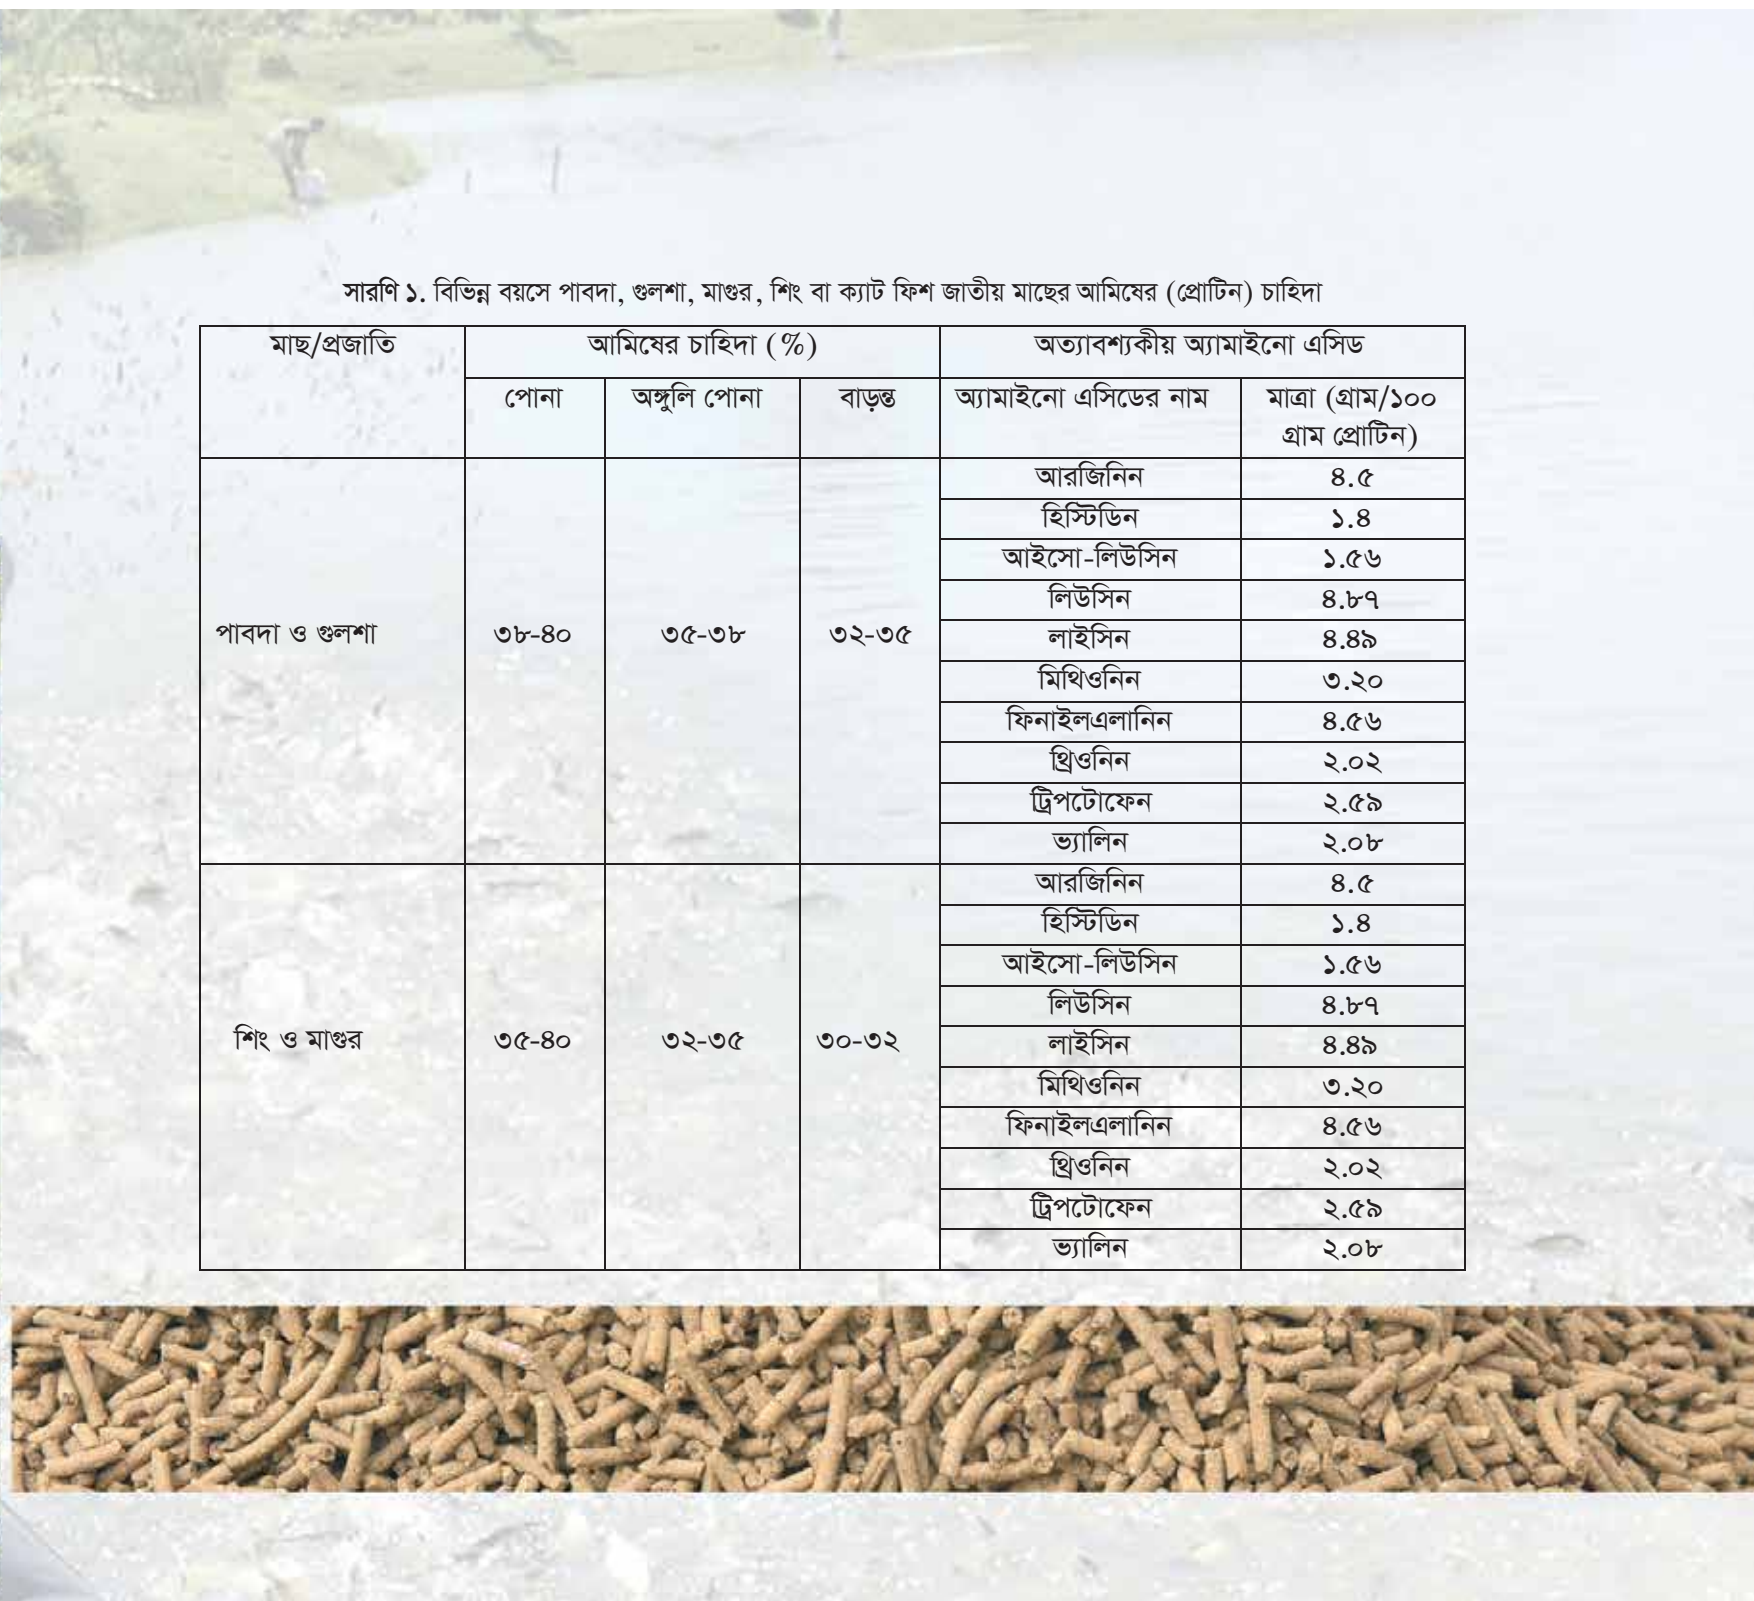 সারণি ১. বিভিন্ন বয়সে পাবদা, গুলশা, মাগুর, শিং বা ক্যাট ফিশ জাতীয় মাছের আমিষের (প্রোটিন) চাহিদা
মাছ/প্রজাতি আমিষের চাহিদা (%) অত্যাবশ্যকীয় অ্যামাইনো এসিড
পোনা অঙ্গুলি পোনা বাড়ন্ত অ্যামাইনো এসিডের নাম মাত্রা (গ্রাম/১০০
গ্রাম প্রোটিন)
আরজিনিন ৪.৫
হিস্টিডিন ১.৪
আইসো-লিউসিন ১.৫৬
লিউসিন ৪.৮৭
পাবদা ও গুলশা ৩৮-৪০ ৩৫-৩৮ ৩২-৩৫ লাইসিন ৪.৪৯
মিথিওনিন ৩.২০
ফিনাইলএলানিন ৪.৫৬
থ্রিওনিন ২.০২
ট্রিপটোফেন ২.৫৯
ভ্যালিন ২.০৮
আরজিনিন ৪.৫
হিস্টিডিন ১.৪
আইসো-লিউসিন ১.৫৬
লিউসিন ৪.৮৭
শিং ও মাগুর ৩৫-৪০ ৩২-৩৫ ৩০-৩২ লাইসিন ৪.৪৯
মিথিওনিন ৩.২০
ফিনাইলএলানিন ৪.৫৬
থ্রিওনিন ২.০২
ট্রিপটোফেন ২.৫৯
ভ্যালিন ২.০৮